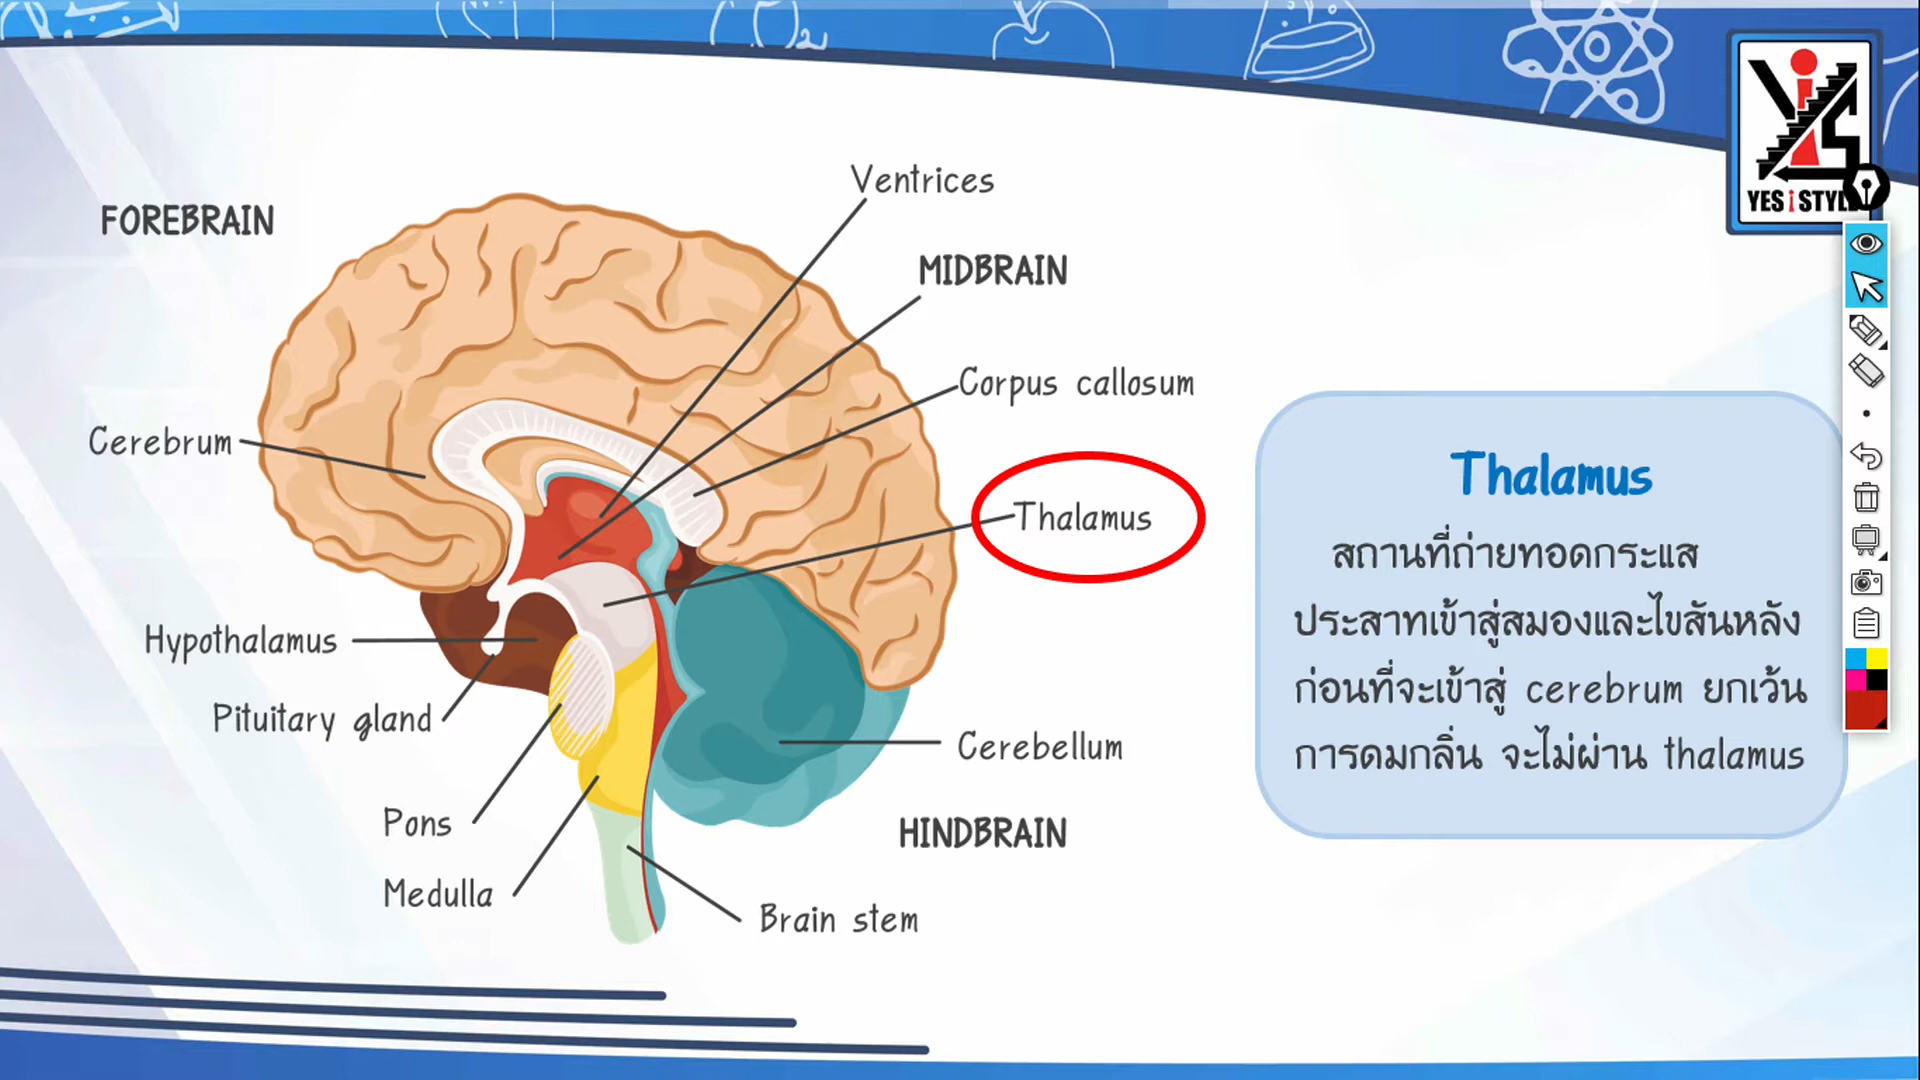 YES i STYLE
Ventrices
FOREBRAIN
MIDBRAIN
Corpus callosum
Cerebrum
Thalamus
Hypothalamus
Pituitary gland
Cerebellum
Pons
HINDBRAIN
Medulla
Brain stem
Thalamus
สถานที่ถ่ายทอดกระแส
ประสาทเข้าสู่สมองและไขสันหลัง
ก่อนที่จะเข้าสู่ cerebrum ยกเว้น
การดมกลิ่น จะไม่ผ่าน thalamus